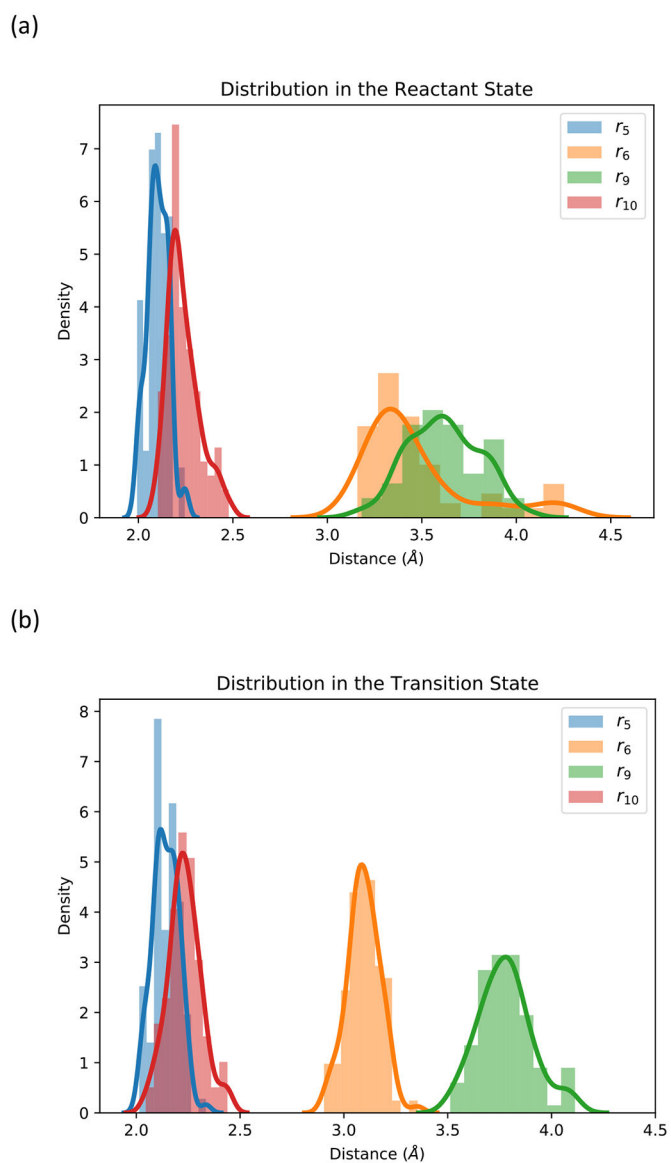 (a)
Distribution in the Reactant State
r5
r6
r9
r10
7
6
5
4
3
2
1
0
Density
2.0 2.5 3.0 3.5 4.0 4.5
Distance (Å)
(b)
Distribution in the Transition State
r5
r6
r9
r10
8
7
6
5
4
3
2
1
0
Density
2.0 2.5 3.0 3.5 4.0 4.5
Distance (Å)